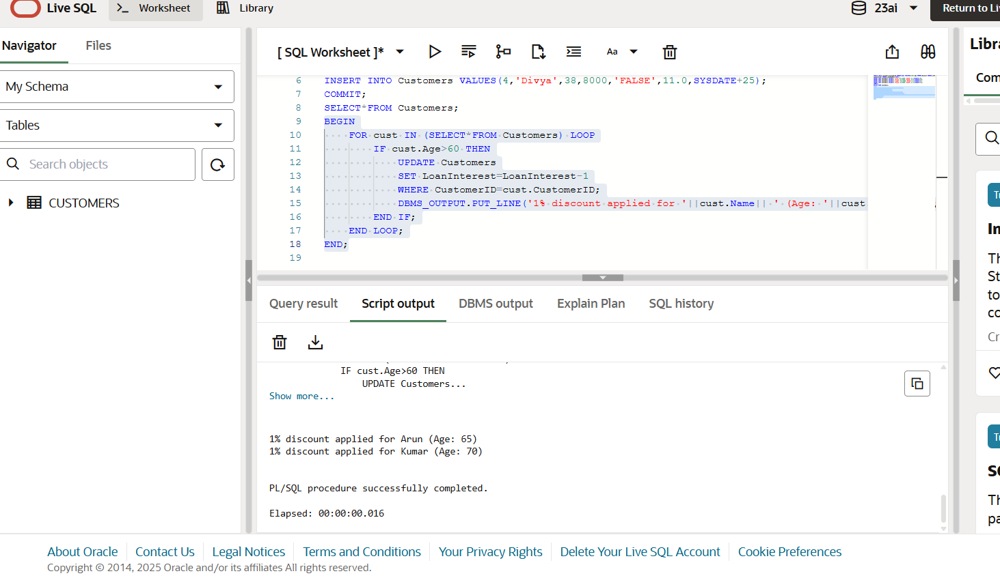 Live SQL
Worksheet
Library
23ai
Return to Li
Navigator
Files
My Schema
Tables
Search objects
CUSTOMERS
[ SQL Worksheet ]*
Aa
6 INSERT INTO Customers VALUES(4,'Divya',38,8000,'FALSE',11.0,SYSDATE+25);
7 COMMIT;
8 SELECT*FROM Customers;
9 BEGIN
10 FOR cust IN (SELECT*FROM Customers) LOOP
11 IF cust.Age>60 THEN
12 UPDATE Customers
13 SET LoanInterest=LoanInterest-1
14 WHERE CustomerID=cust.CustomerID;
15 DBMS_OUTPUT.PUT_LINE('1% discount applied for '||cust.Name|| ' (Age: '||cust
16 END IF;
17 END LOOP;
18 END;
19
Query result
Script output
DBMS output
Explain Plan
SQL history
IF cust.Age>60 THEN
UPDATE Customers...
Show more...
1% discount applied for Arun (Age: 65)
1% discount applied for Kumar (Age: 70)
PL/SQL procedure successfully completed.
Elapsed: 00:00:00.016
Libra
Com
Tu
In
Th
St
to
co
Cr
Tu
SQ
Th
pa
About Oracle
Contact Us
Legal Notices
Terms and Conditions
Your Privacy Rights
Delete Your Live SQL Account
Cookie Preferences
Copyright © 2014, 2025 Oracle and/or its affiliates All rights reserved.